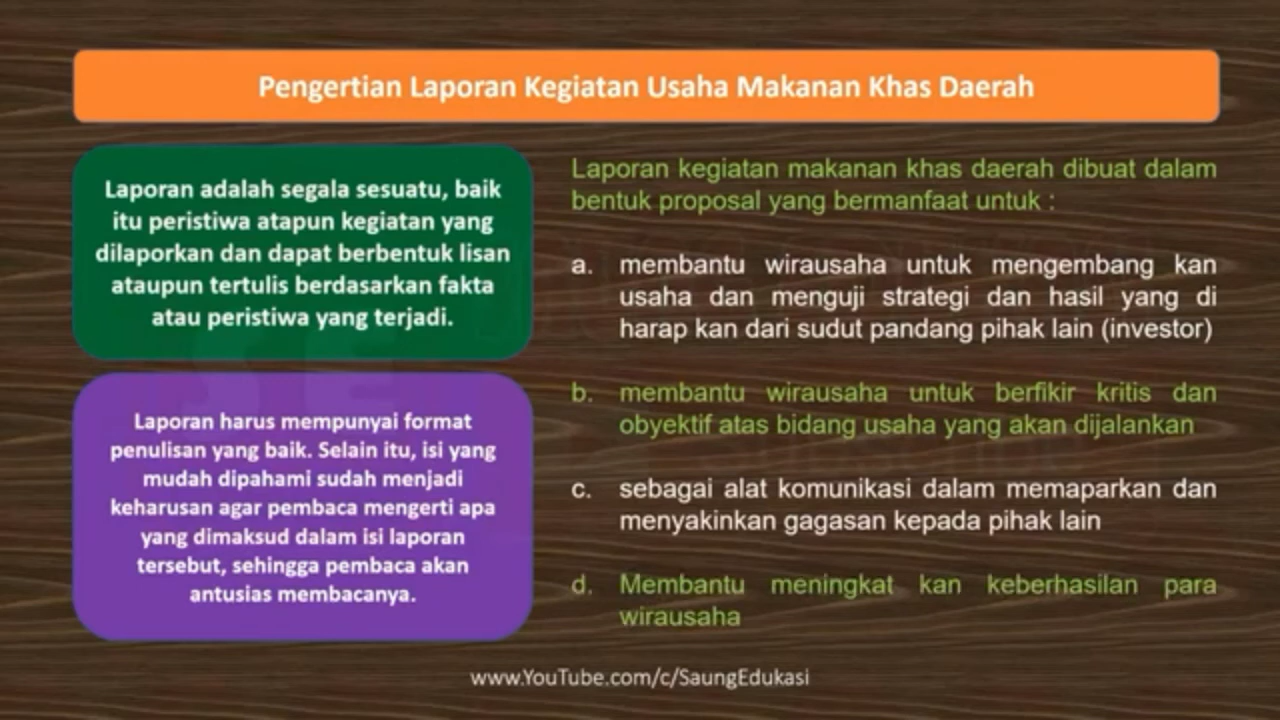 Pengertian Laporan Kegiatan Usaha Makanan Khas Daerah
Laporan adalah segala sesuatu, baik
itu peristiwa atapun kegiatan yang
dilaporkan dan dapat berbentuk lisan
ataupun tertulis berdasarkan fakta
atau peristiwa yang terjadi.
Laporan harus mempunyai format
penulisan yang baik. Selain itu, isi yang
mudah dipahami sudah menjadi
keharusan agar pembaca mengerti apa
yang dimaksud dalam isi laporan
tersebut, sehingga pembaca akan
antusias membacanya.
Laporan kegiatan makanan khas daerah dibuat dalam
bentuk proposal yang bermanfaat untuk :
a. membantu wirausaha untuk mengembang kan
usaha dan menguji strategi dan hasil yang di
harap kan dari sudut pandang pihak lain (investor)
b. membantu wirausaha untuk berfikir kritis dan
obyektif atas bidang usaha yang akan dijalankan
c. sebagai alat komunikasi dalam memaparkan dan
menyakinkan gagasan kepada pihak lain
d. Membantu meningkat kan keberhasilan para
wirausaha
www.YouTube.com/c/SaungEdukasi